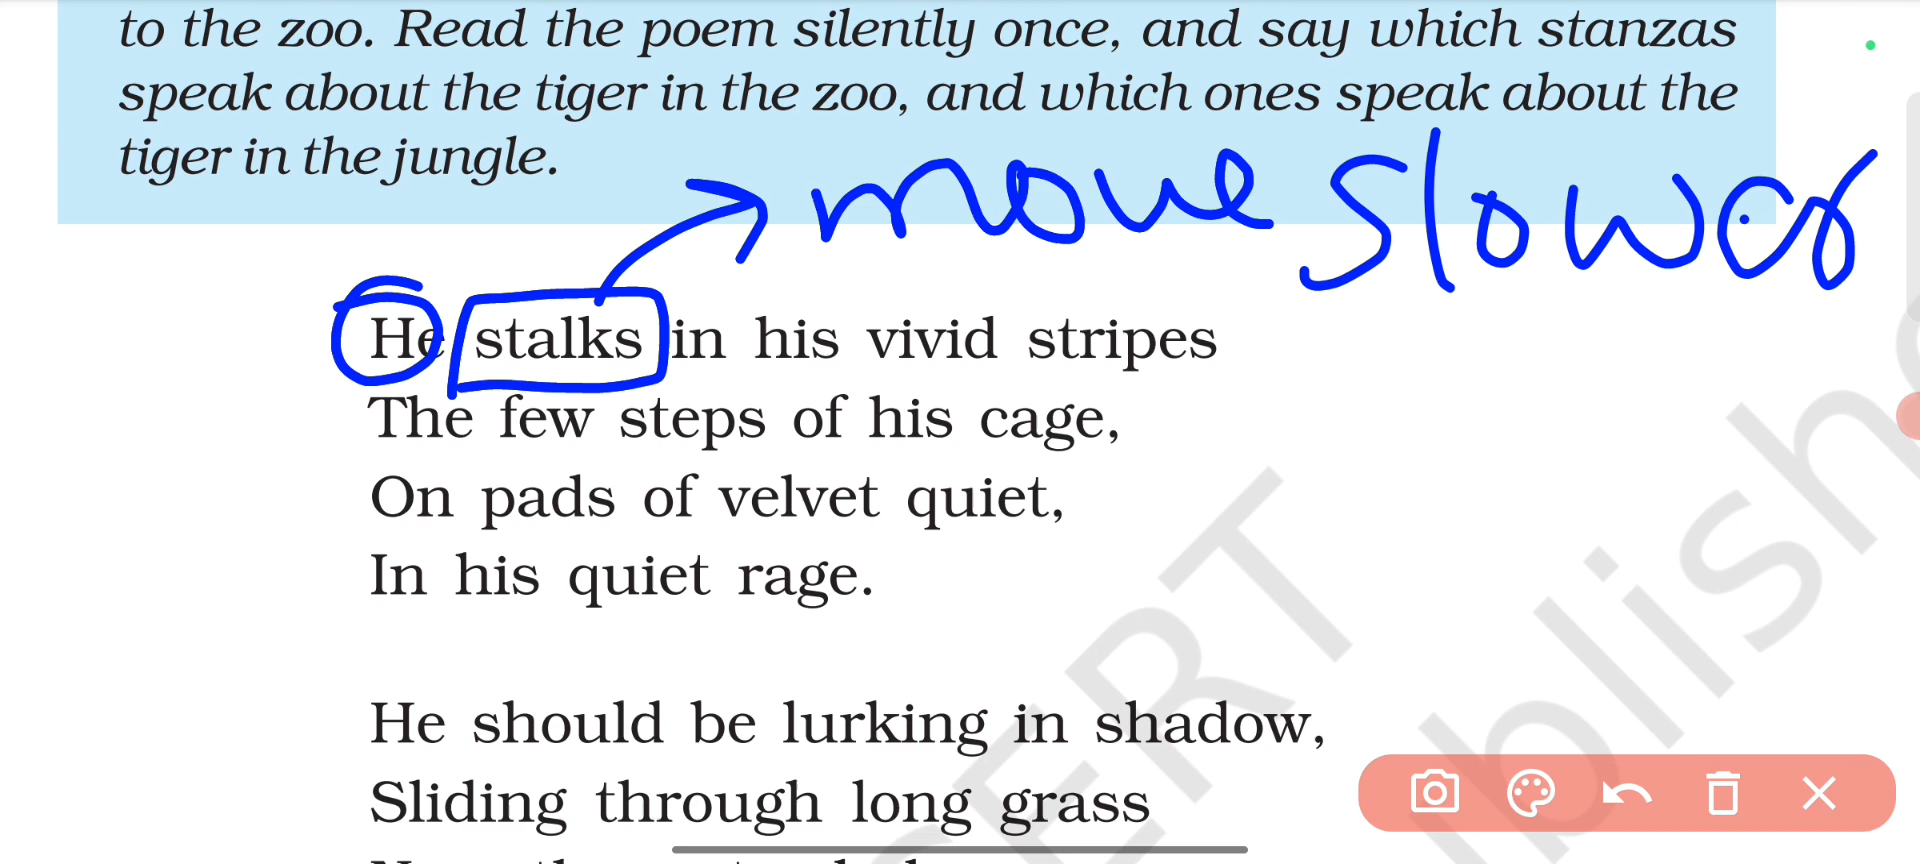 to the zoo. Read the poem silently once, and say which stanzas
speak about the tiger in the zoo, and which ones speak about the
tiger in the jungle.
move slower
He stalks in his vivid stripes
The few steps of his cage,
On pads of velvet quiet,
In his quiet rage.
He should be lurking in shadow,
Sliding through long grass